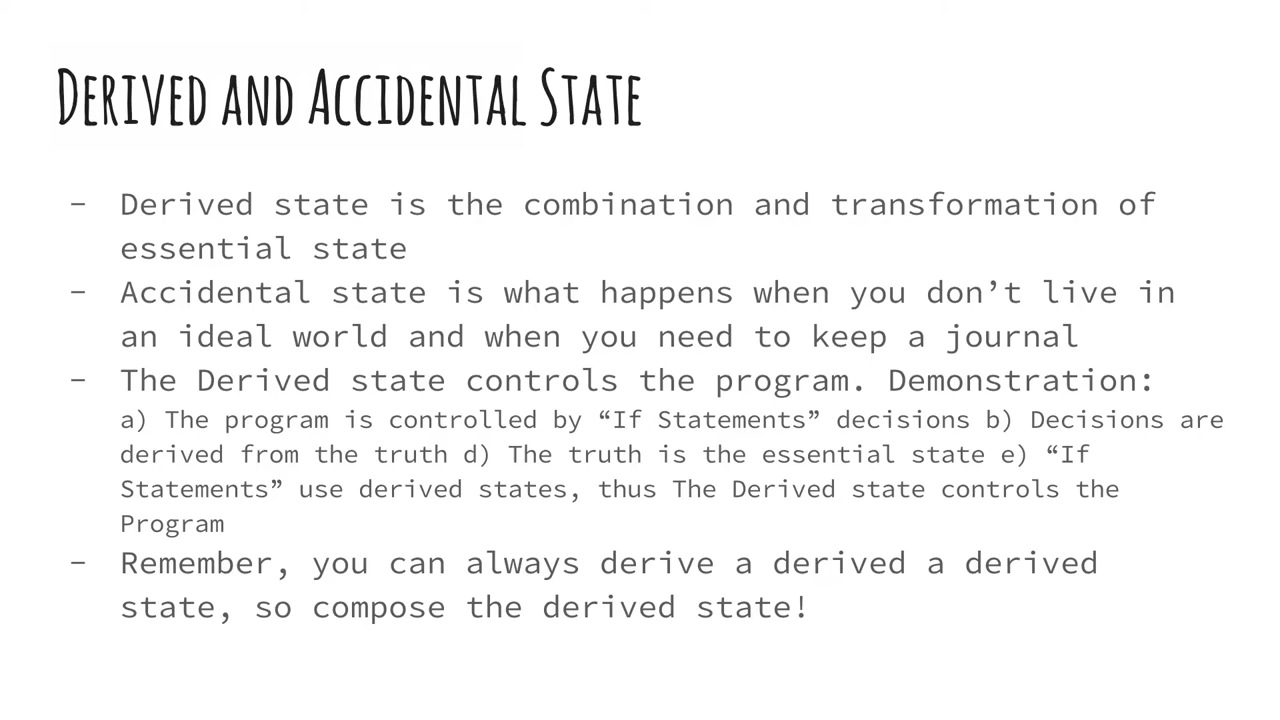 Derived and Accidental State
- Derived state is the combination and transformation of
essential state
- Accidental state is what happens when you don’t live in
an ideal world and when you need to keep a journal
- The Derived state controls the program. Demonstration:
a) The program is controlled by “If Statements” decisions b) Decisions are
derived from the truth d) The truth is the essential state e) “If
Statements” use derived states, thus The Derived state controls the
Program
- Remember, you can always derive a derived a derived
state, so compose the derived state!